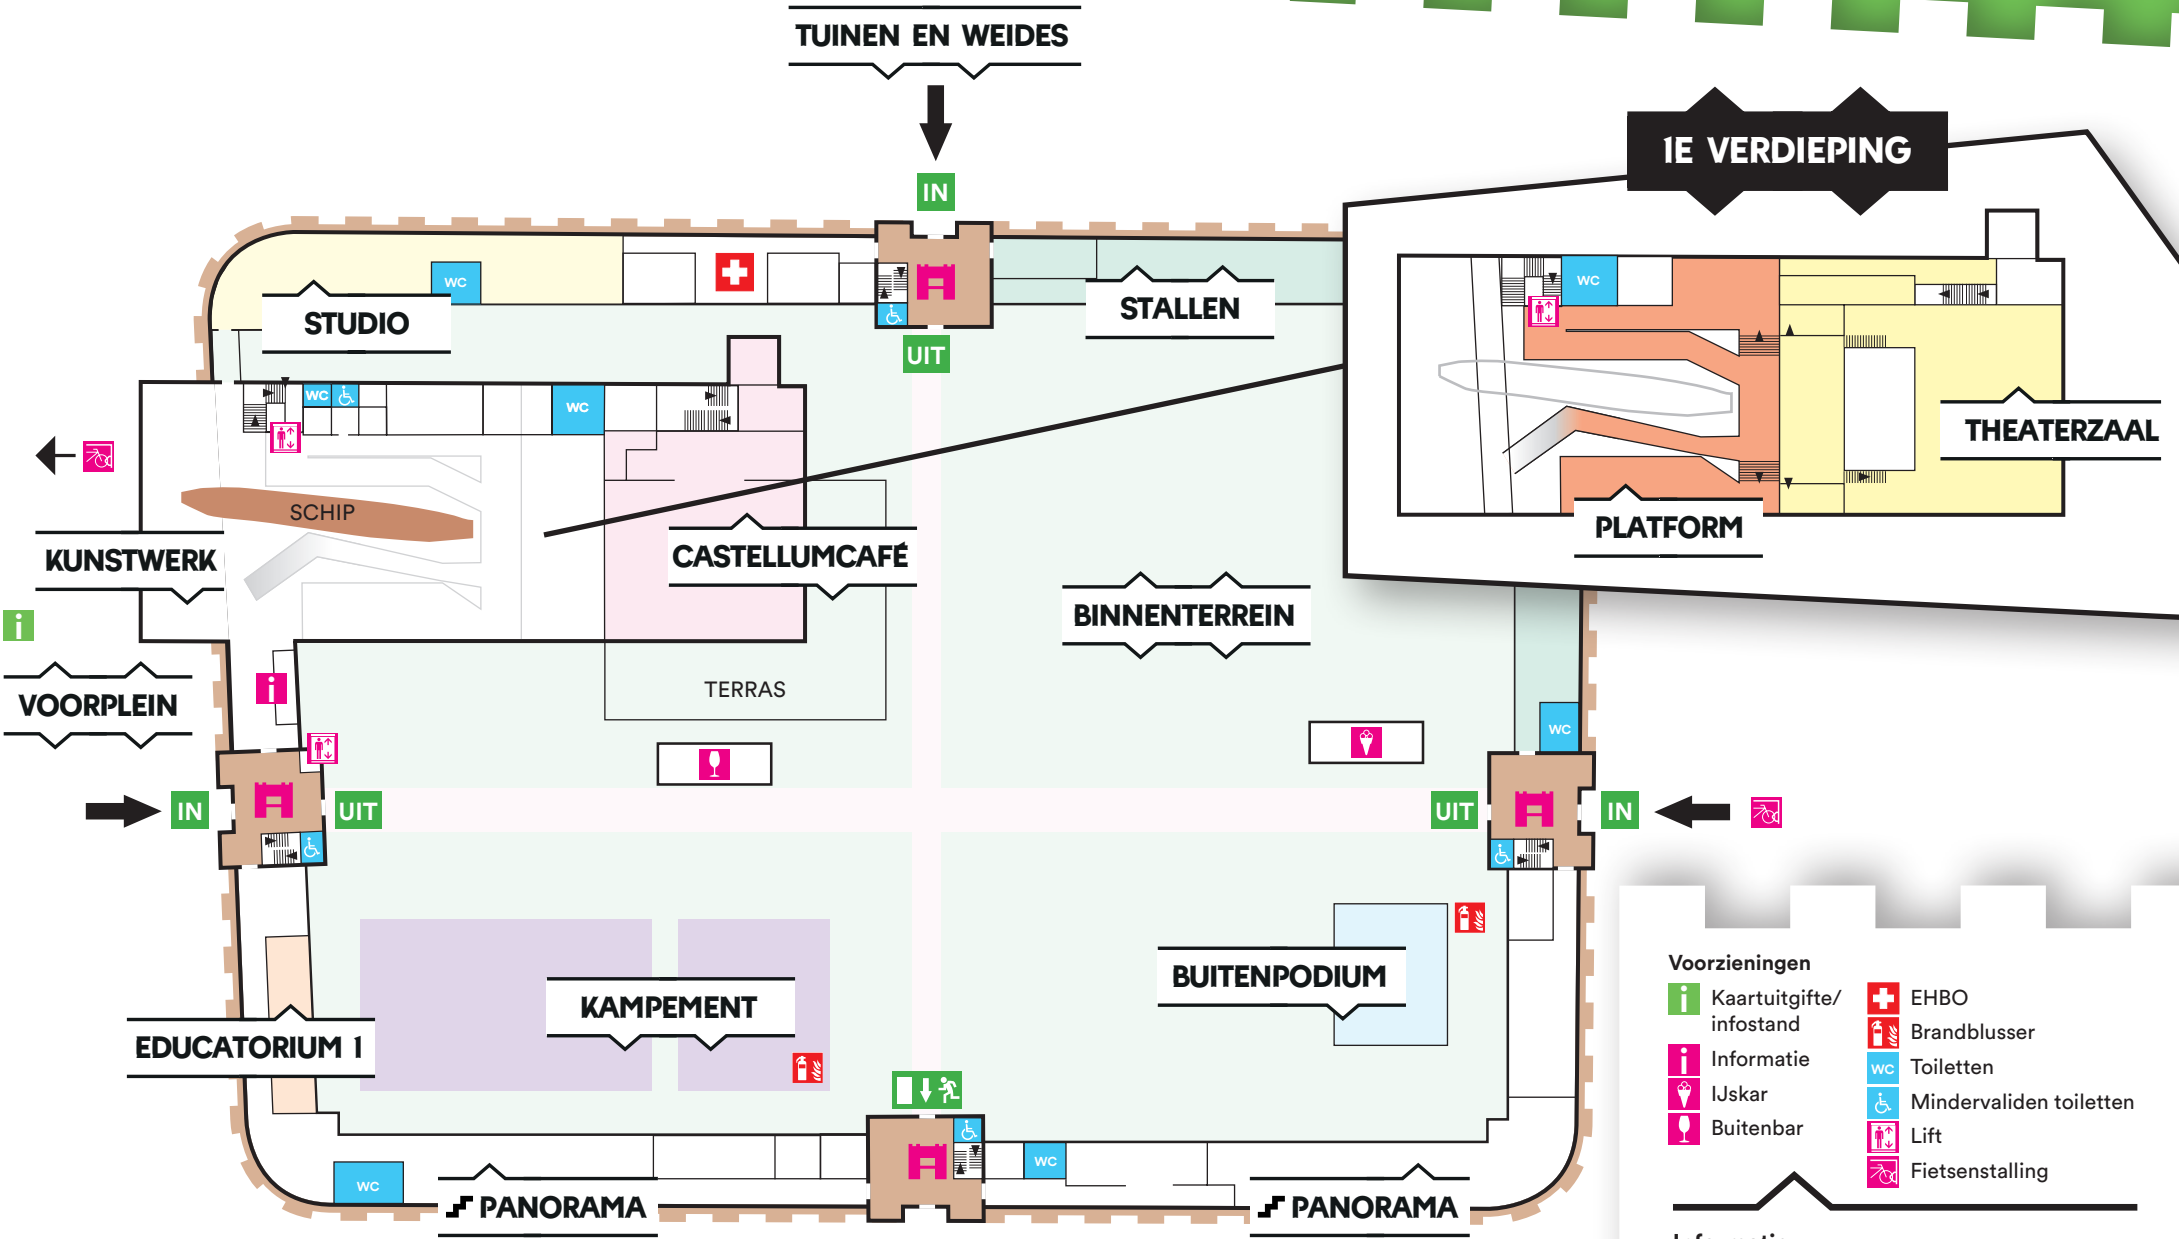 TUINEN EN WEIDES
1E VERDIEPING
IN
WC
STUDIO
STALLEN
UIT
WC
THEATERZAAL
PLATFORM
WC
WC
SCHIP
KUNSTWERK
CASTELLUMCAFÉ
BINNENTERREIN
i
VOORPLEIN
i
TERRAS
WC
IN
UIT
UIT
IN
KAMPEMENT
BUITENPODIUM
EDUCATORIUM 1
WC
WC
PANORAMA
PANORAMA
Voorzieningen
i Kaartuitgifte/
infostand
i Informatie
IJskar
Buitenbar
EHBO
Brandblusser
WC Toiletten
Mindervaliden toiletten
Lift
Fietsenstalling